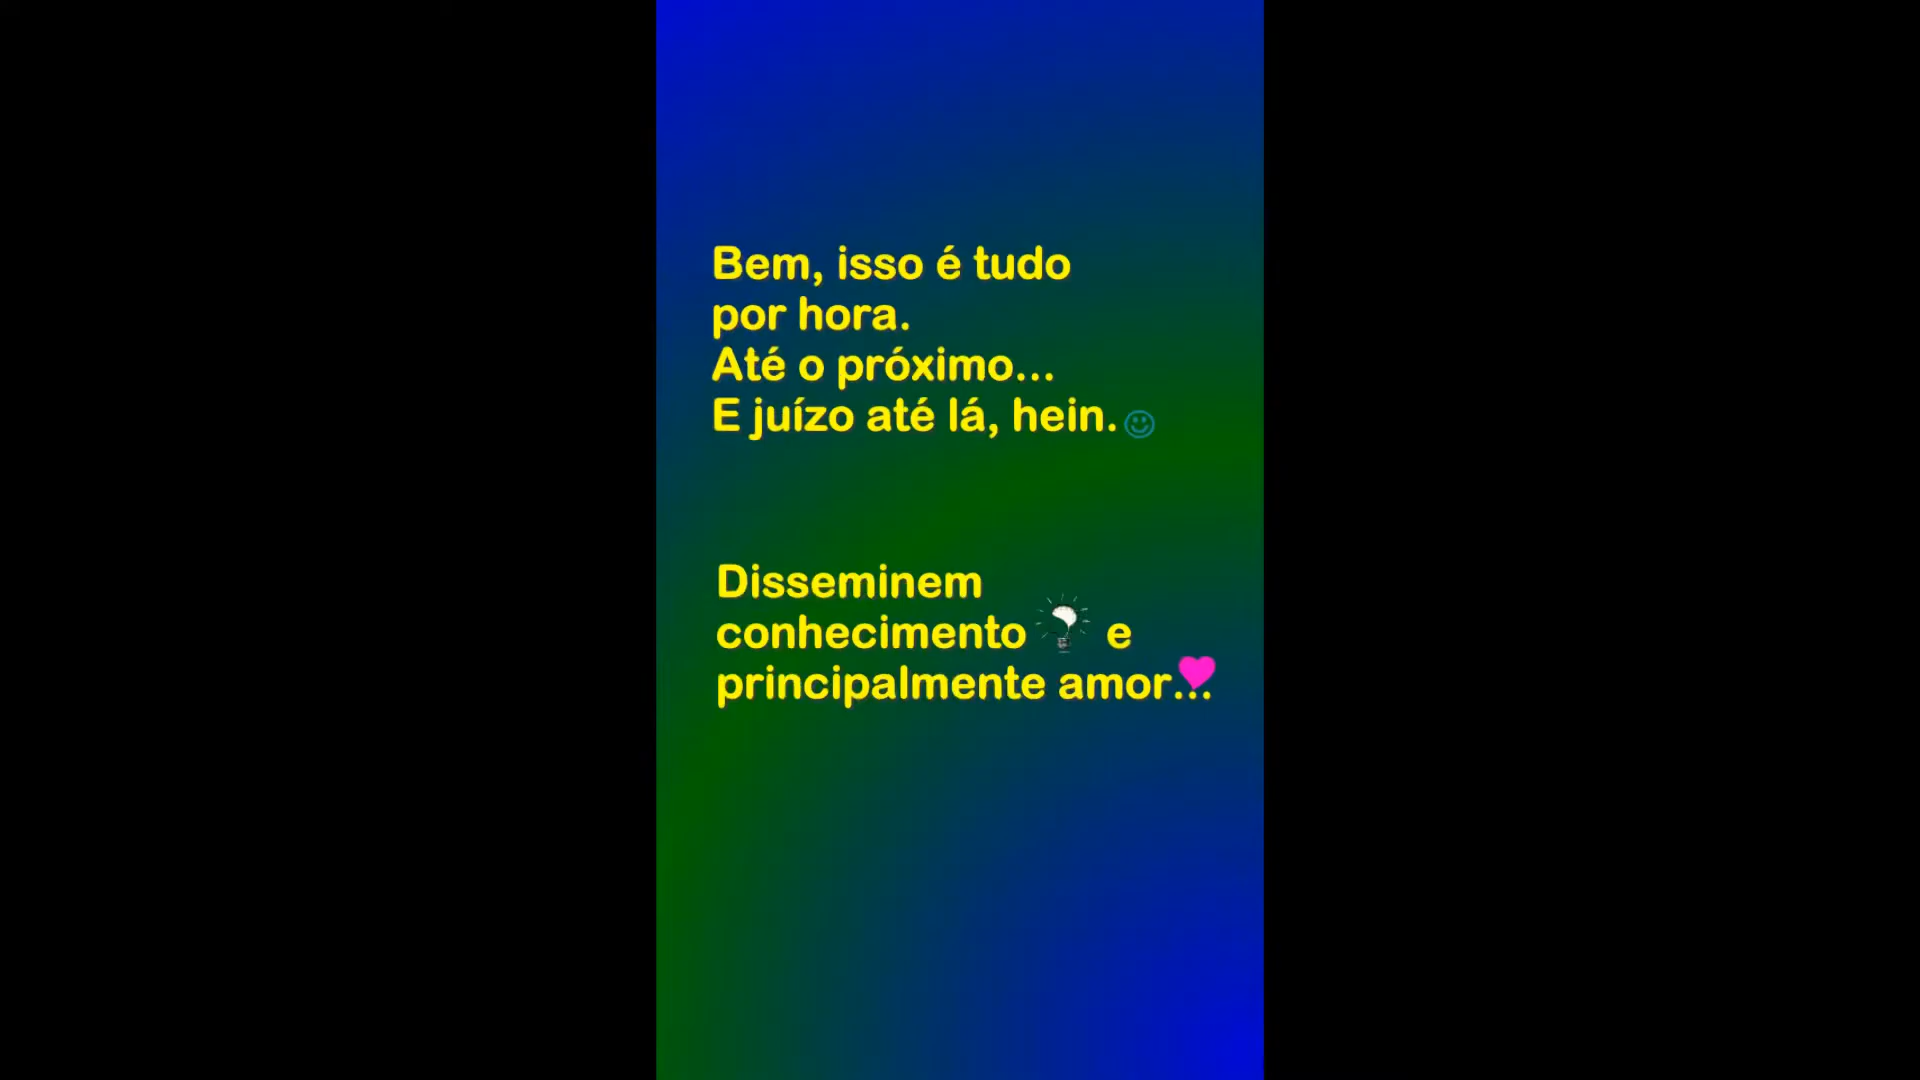 Bem, isso é tudo
por hora.
Até o próximo...
E juízo até lá, hein.
Disseminem
conhecimento e
principalmente amor...